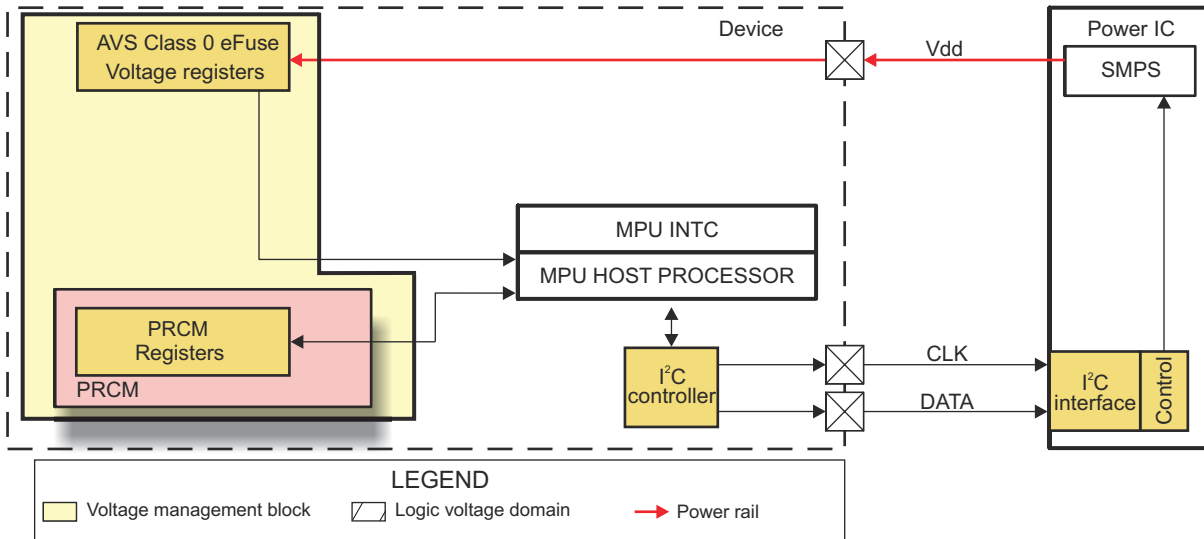 AVS Class 0 eFuse
Voltage registers
Device
Vdd
Power IC
SMPS
MPU INTC
MPU HOST PROCESSOR
PRCM
Registers
PRCM
I²C
controller
CLK
DATA
I²C
interface
Control
LEGEND
Voltage management block
Logic voltage domain
Power rail